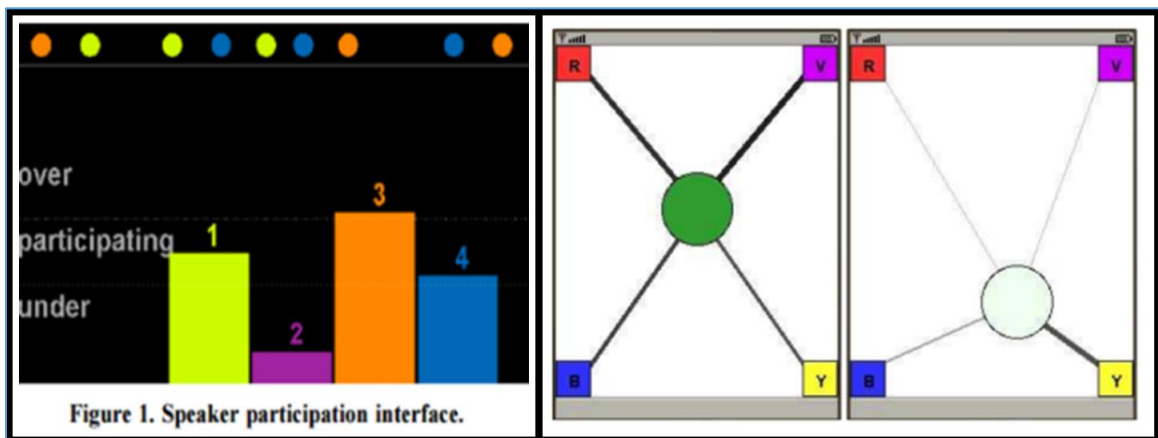 over
participating
under
1
2
3
4
Figure 1. Speaker participation interface.
R
V
B
Y
R
V
B
Y